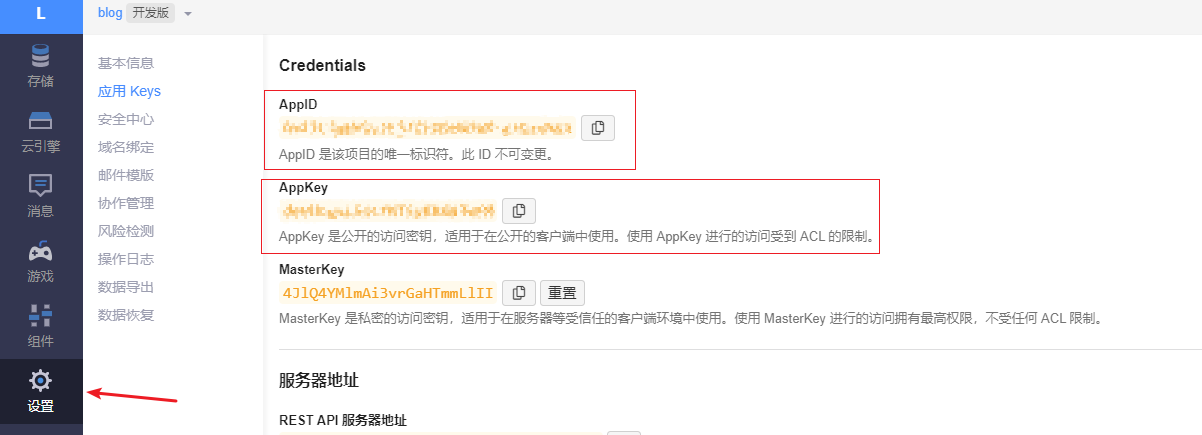 L
blog 开发版
存储
云引擎
消息
游戏
组件
设置
基本信息
应用 Keys
安全中心
域名绑定
邮件模版
协作管理
风险检测
操作日志
数据导出
数据恢复
Credentials
AppID
AppID 是该项目的唯一标识符。此 ID 不可变更。
AppKey
AppKey 是公开的访问密钥，适用于在公开的客户端中使用。使用 AppKey 进行的访问受到 ACL 的限制。
MasterKey
4JlQ4YMlmAi3vrGaHTmmLlII 重置
MasterKey 是私密的访问密钥，适用于在服务器等受信任的客户端环境中使用。使用 MasterKey 进行的访问拥有最高权限，不受任何 ACL 限制。
服务器地址
REST API 服务器地址